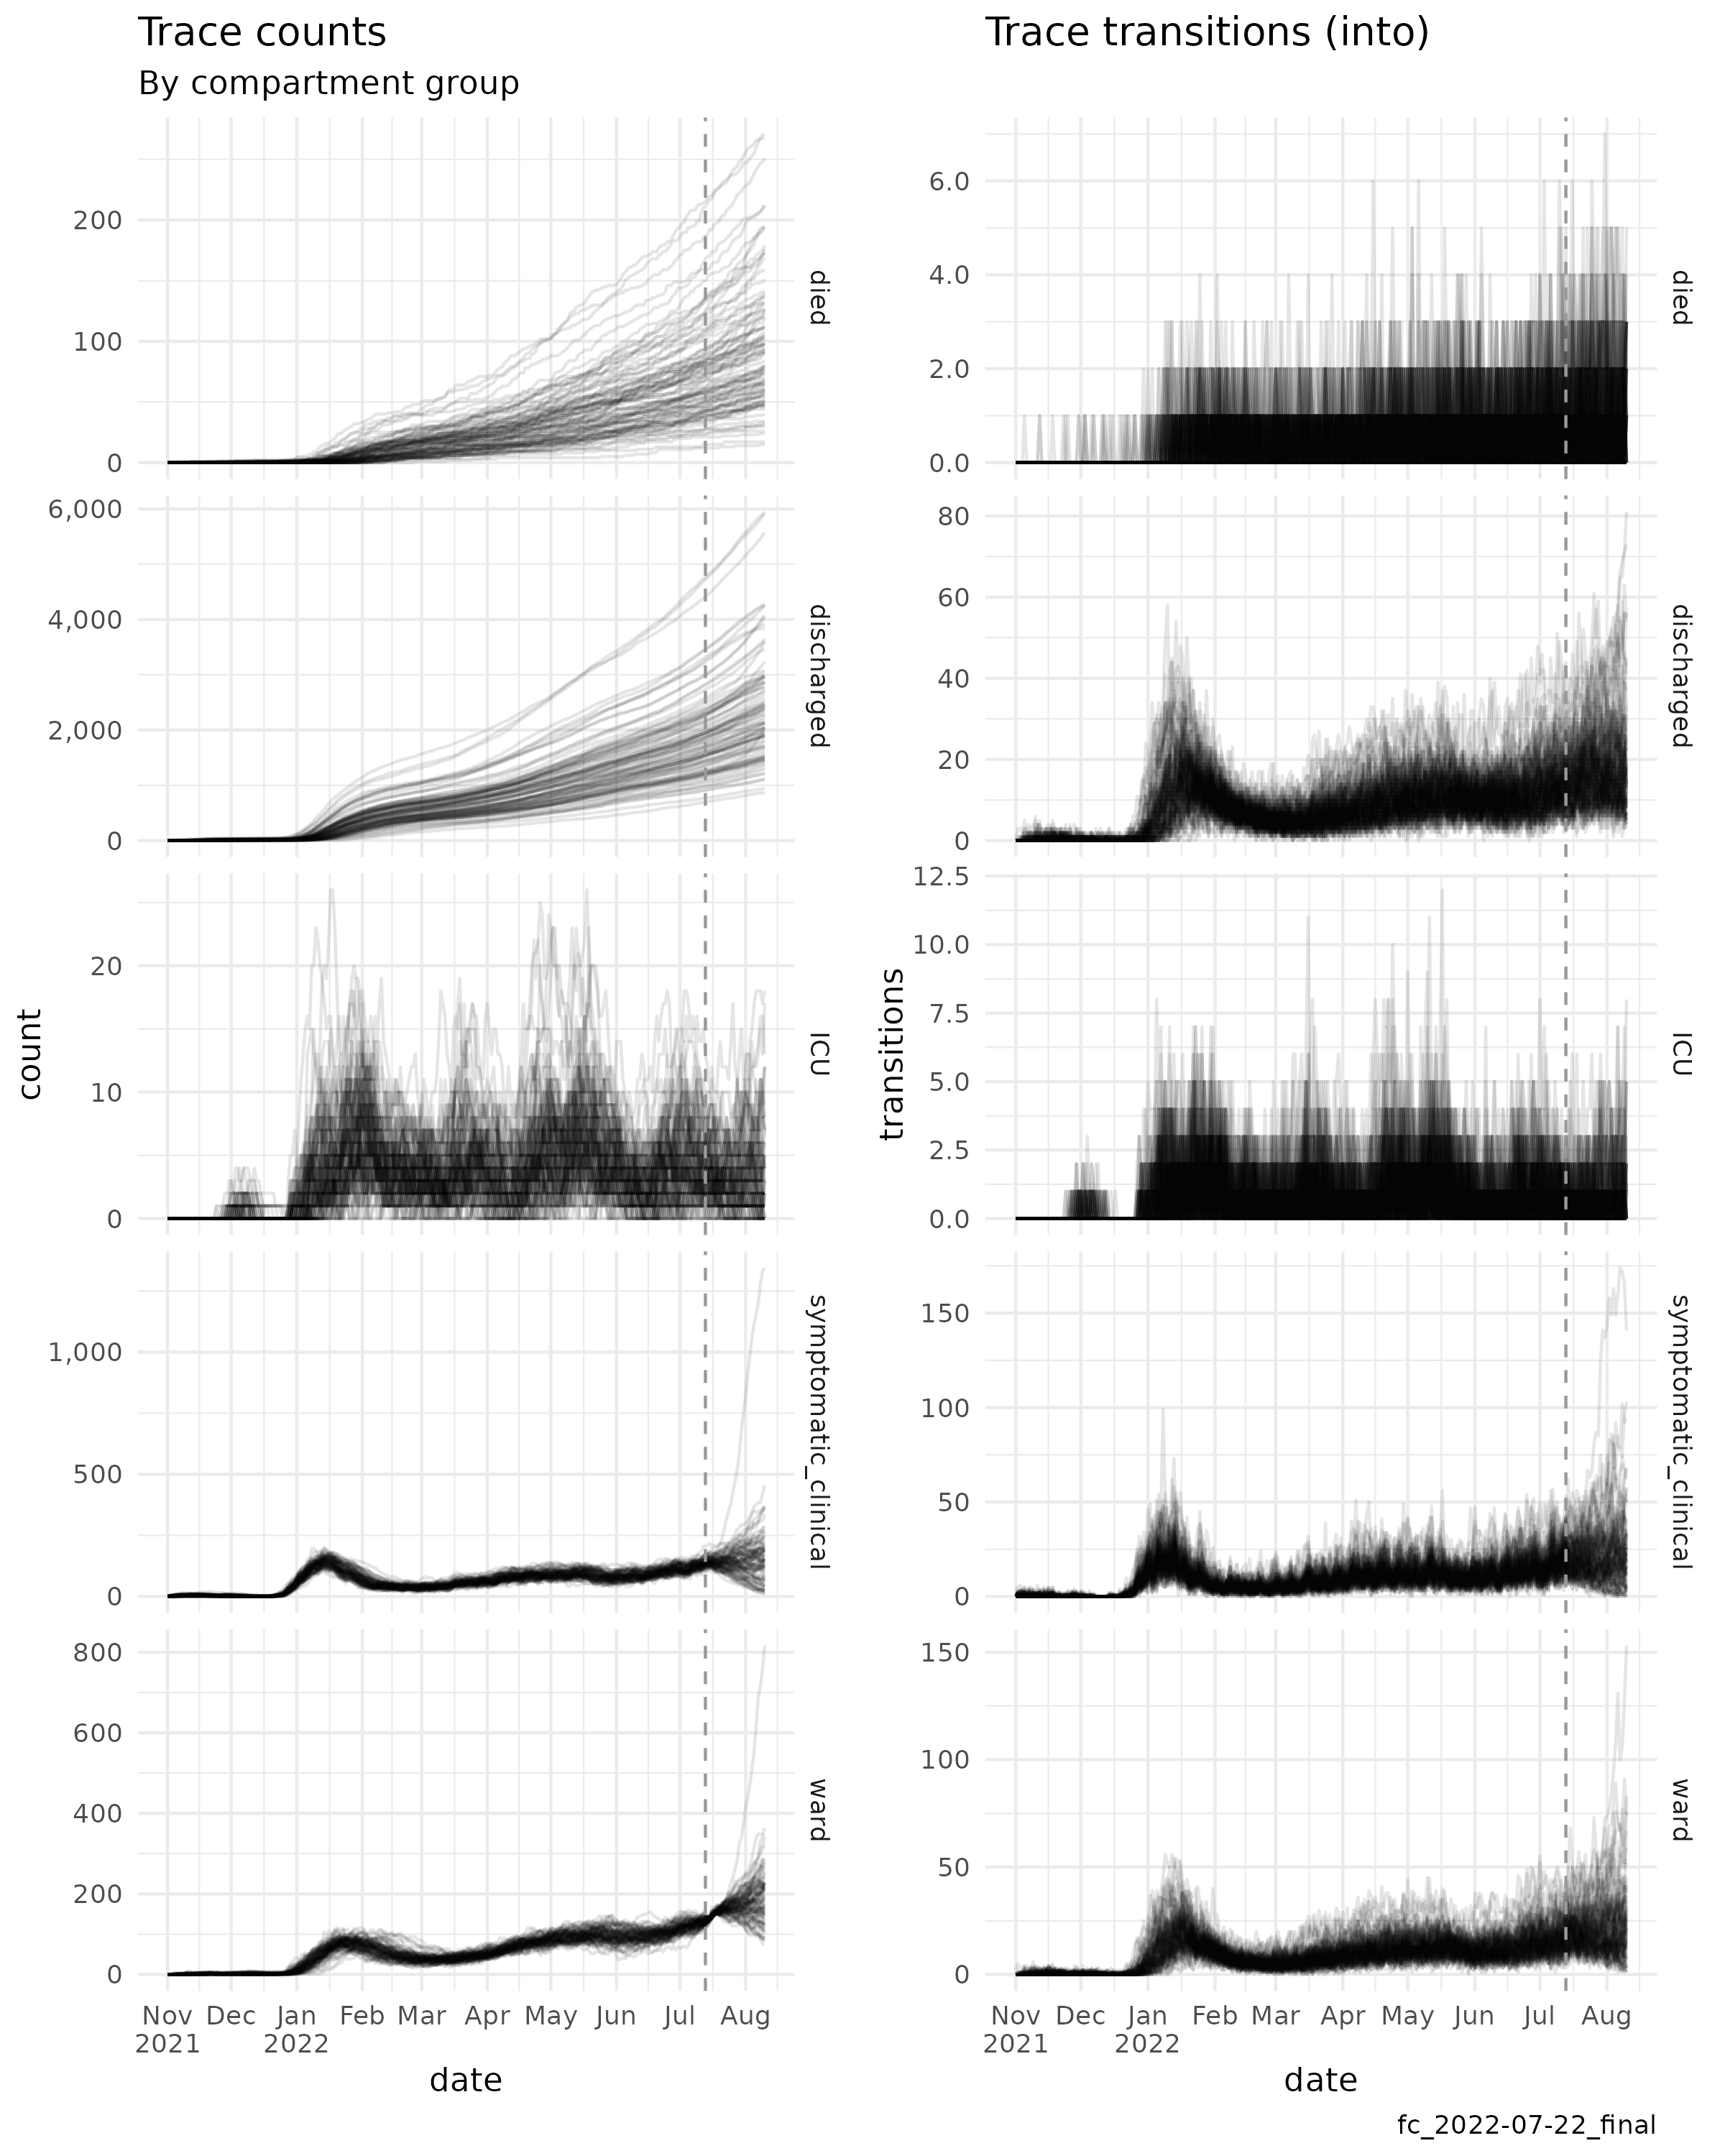 Trace counts
By compartment group
count
200
100
0
died
6,000
4,000
2,000
0
discharged
20
10
0
ICU
1,000
500
0
symptomatic_clinical
800
600
400
200
0
ward
Nov Dec Jan Feb Mar Apr May Jun Jul Aug
2021 2022
date
Trace transitions (into)
transitions
6.0
4.0
2.0
0.0
died
80
60
40
20
0
discharged
12.5
10.0
7.5
5.0
2.5
0.0
ICU
150
100
50
0
symptomatic_clinical
150
100
50
0
ward
Nov Dec Jan Feb Mar Apr May Jun Jul Aug
2021 2022
date
fc_2022-07-22_final